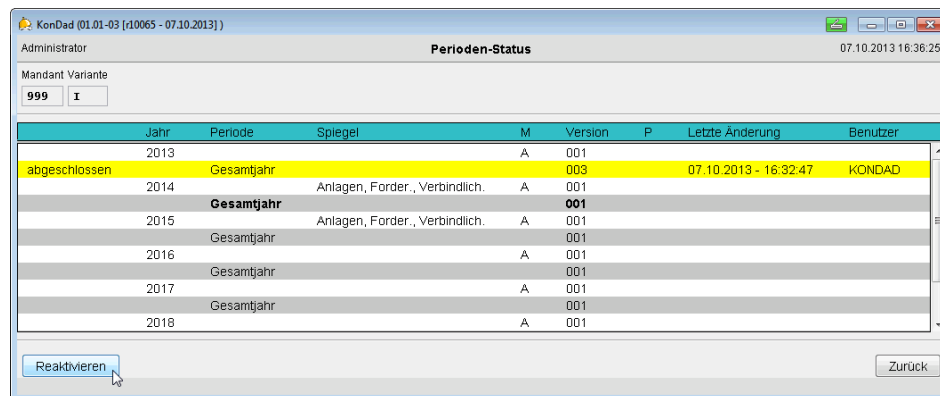 KonDad (01.01-03 [r10065 - 07.10.2013] )
Administrator Perioden-Status 07.10.2013 16:36:25
Mandant Variante
999 I
Jahr Periode Spiegel M Version P Letzte Änderung Benutzer
2013 A 001
abgeschlossen Gesamtjahr 003 07.10.2013 - 16:32:47 KONDAD
2014 Anlagen, Forder., Verbindlich. A 001
Gesamtjahr 001
2015 Anlagen, Forder., Verbindlich. A 001
Gesamtjahr 001
2016 A 001
Gesamtjahr 001
2017 A 001
Gesamtjahr 001
2018 A 001
Reaktivieren Zurück